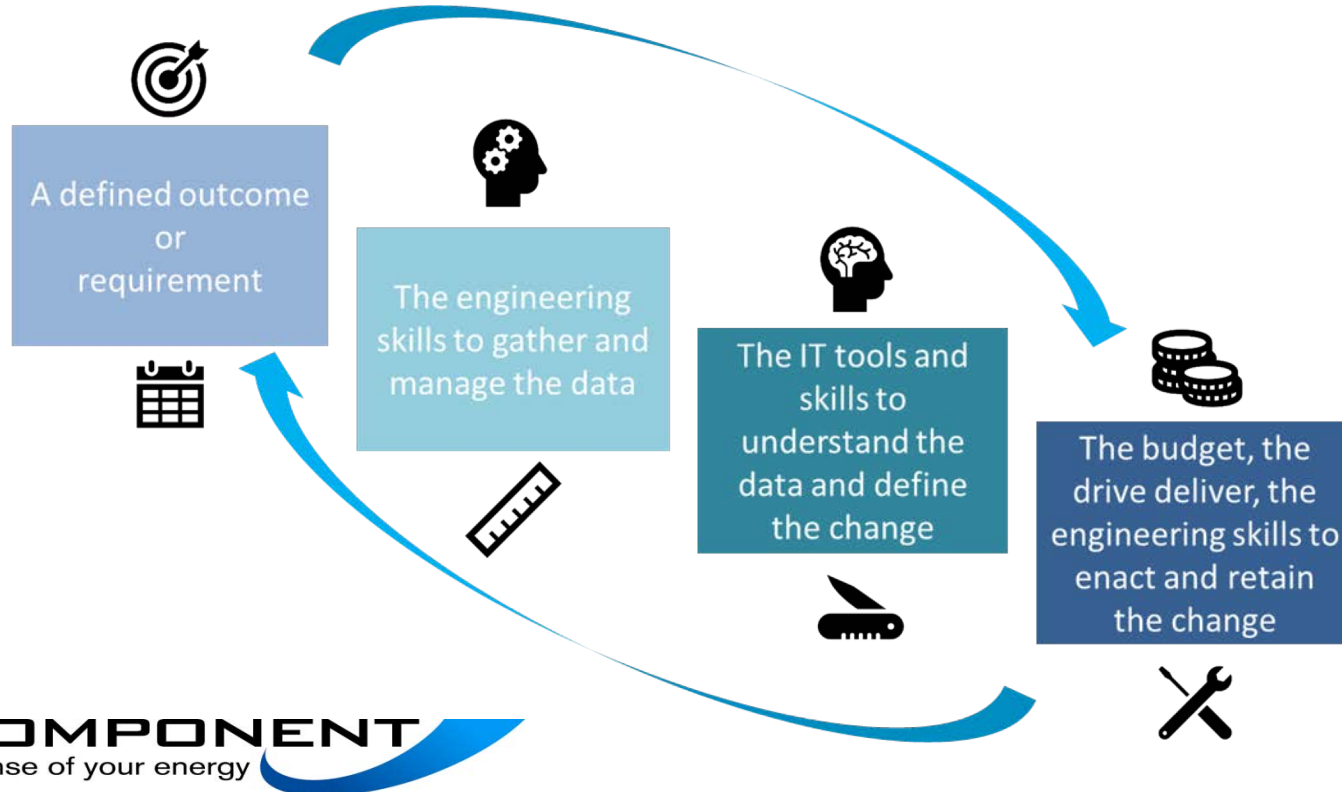 A defined outcome
or
requirement
The engineering
skills to gather and
manage the data
The IT tools and
skills to
understand the
data and define
the change
The budget, the
drive deliver, the
engineering skills to
enact and retain
the change
OMPONENT
nse of your energy